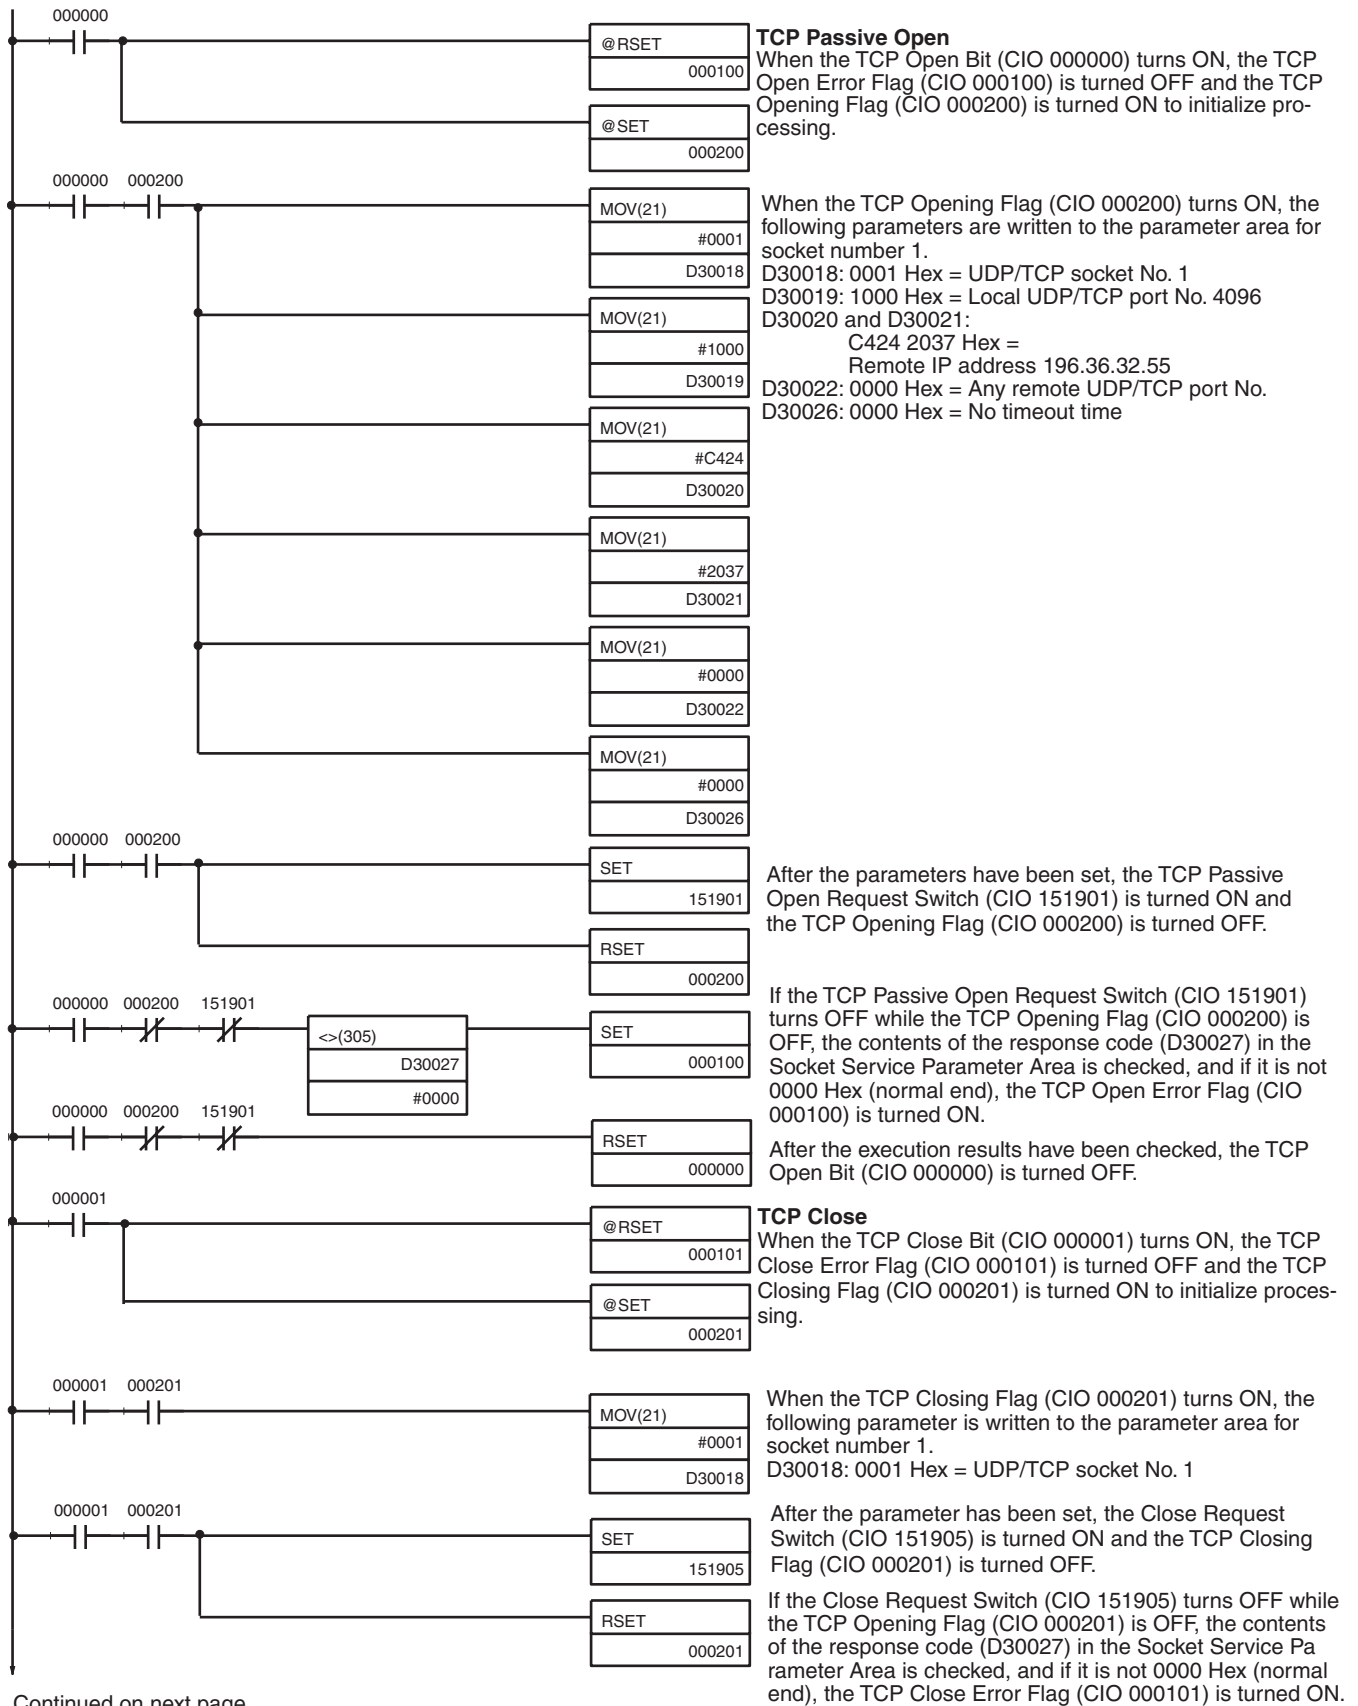 000000
@RSET
000100
TCP Passive Open
When the TCP Open Bit (CIO 000000) turns ON, the TCP
Open Error Flag (CIO 000100) is turned OFF and the TCP
Opening Flag (CIO 000200) is turned ON to initialize pro-
cessing.
@SET
000200
000000 000200
MOV(21)
#0001
D30018
When the TCP Opening Flag (CIO 000200) turns ON, the
following parameters are written to the parameter area for
socket number 1.
D30018: 0001 Hex = UDP/TCP socket No. 1
D30019: 1000 Hex = Local UDP/TCP port No. 4096
D30020 and D30021:
C424 2037 Hex =
Remote IP address 196.36.32.55
D30022: 0000 Hex = Any remote UDP/TCP port No.
D30026: 0000 Hex = No timeout time
MOV(21)
#1000
D30019
MOV(21)
#C424
D30020
MOV(21)
#2037
D30021
MOV(21)
#0000
D30022
MOV(21)
#0000
D30026
000000 000200
SET
151901
After the parameters have been set, the TCP Passive
Open Request Switch (CIO 151901) is turned ON and
the TCP Opening Flag (CIO 000200) is turned OFF.
RSET
000200
000000 000200 151901
<>(305)
D30027
#0000
SET
000100
If the TCP Passive Open Request Switch (CIO 151901)
turns OFF while the TCP Opening Flag (CIO 000200) is
OFF, the contents of the response code (D30027) in the
Socket Service Parameter Area is checked, and if it is not
0000 Hex (normal end), the TCP Open Error Flag (CIO
000100) is turned ON.
000000 000200 151901
RSET
000000
After the execution results have been checked, the TCP
Open Bit (CIO 000000) is turned OFF.
000001
@RSET
000101
TCP Close
When the TCP Close Bit (CIO 000001) turns ON, the TCP
Close Error Flag (CIO 000101) is turned OFF and the TCP
Closing Flag (CIO 000201) is turned ON to initialize proces-
sing.
@SET
000201
000001 000201
MOV(21)
#0001
D30018
When the TCP Closing Flag (CIO 000201) turns ON, the
following parameter is written to the parameter area for
socket number 1.
D30018: 0001 Hex = UDP/TCP socket No. 1
000001 000201
SET
151905
After the parameter has been set, the Close Request
Switch (CIO 151905) is turned ON and the TCP Closing
Flag (CIO 000201) is turned OFF.
RSET
000201
If the Close Request Switch (CIO 151905) turns OFF while
the TCP Opening Flag (CIO 000201) is OFF, the contents
of the response code (D30027) in the Socket Service Pa
rameter Area is checked, and if it is not 0000 Hex (normal
end), the TCP Close Error Flag (CIO 000101) is turned ON.
Continued on next page